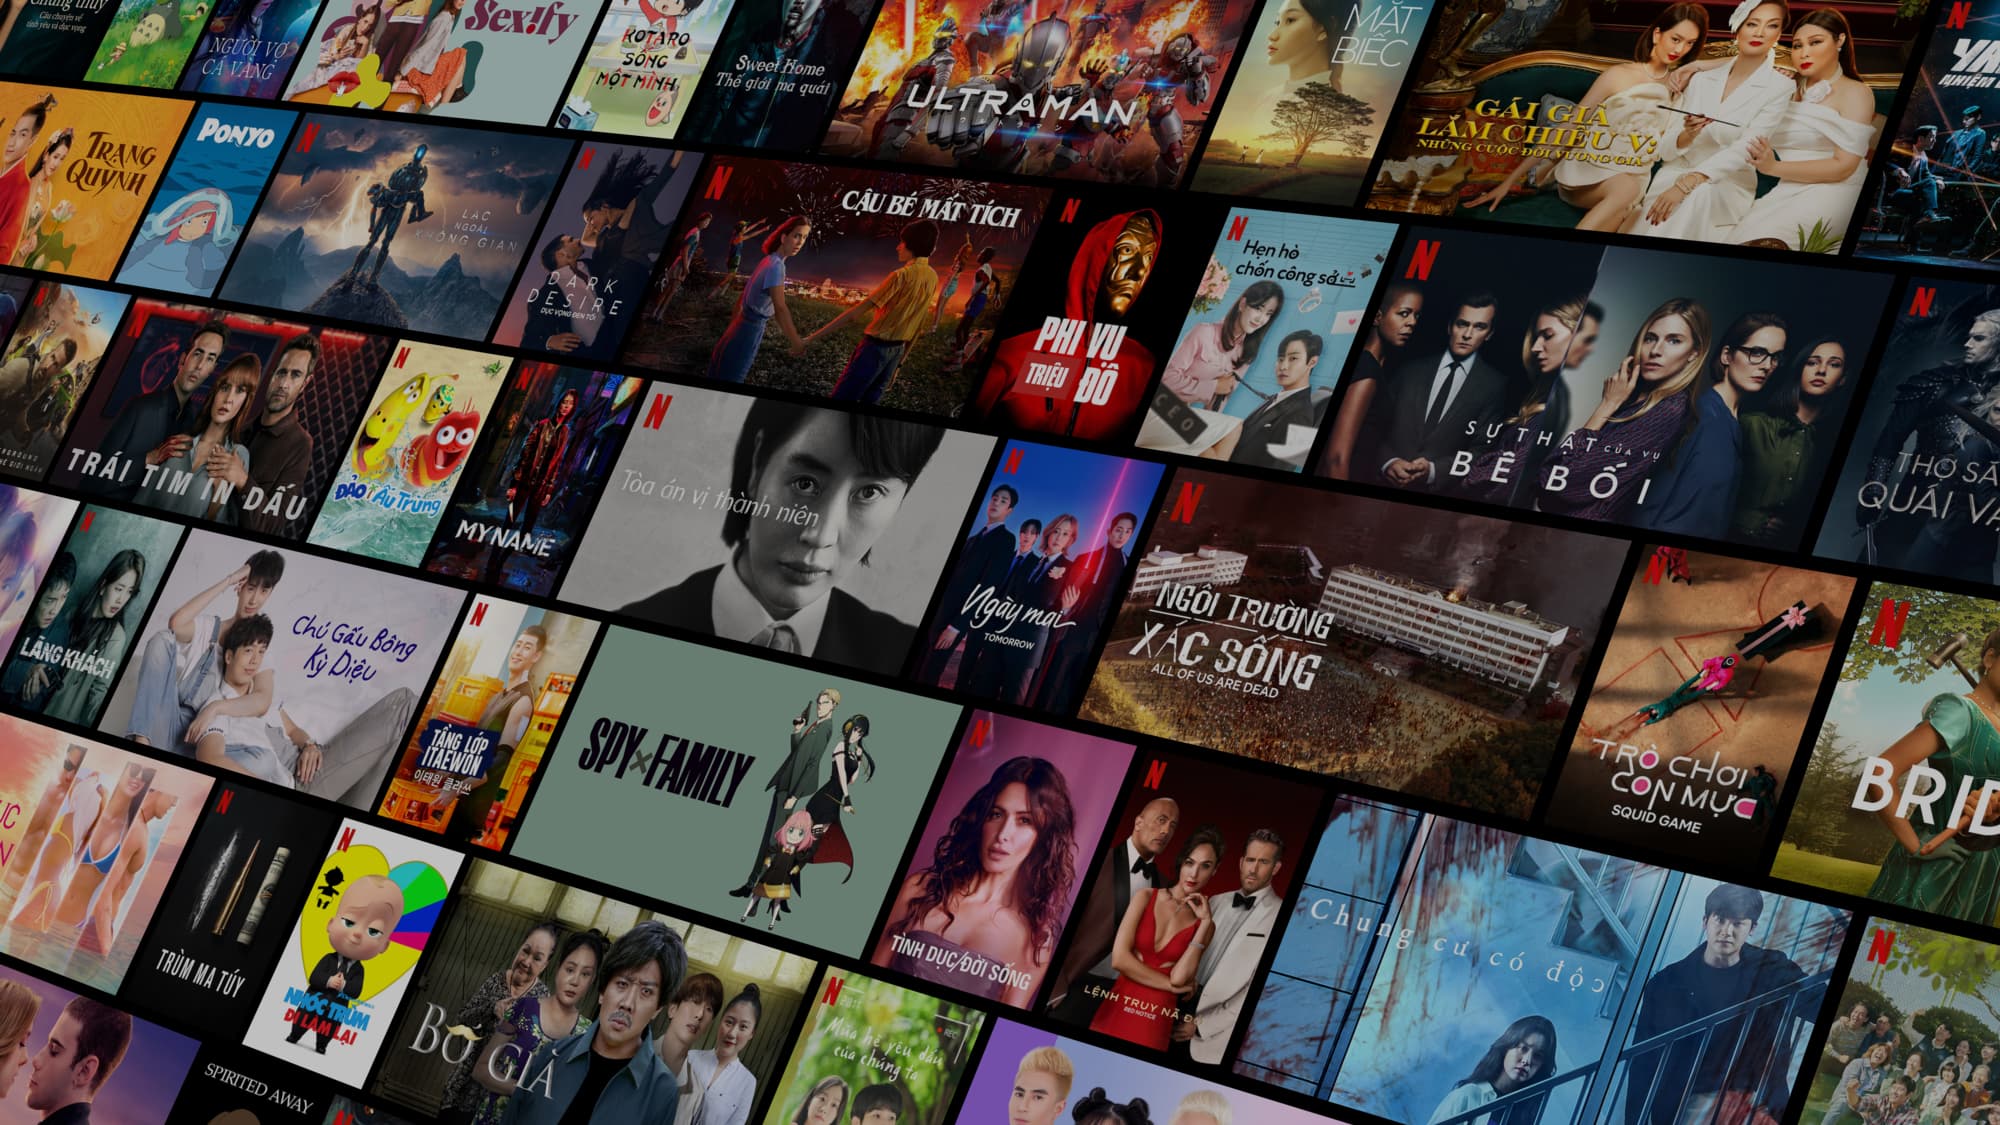 Câu chuyện về
tình yêu và dục vọng
NGƯỜI VỢ
CÁ VÀNG
Sex!fy
KOTARO
SỐNG
MỘT MÌNH
Sweet Home
Thế giới ma quái
ULTRAMAN
MẮT
BIẾC
GÁI GIÀ
LẮM CHIÊU V:
NHỮNG CUỘC ĐỜI VƯƠNG GIẢ
TRẠNG
QUỲNH
PONYO
LẠC
NGOÀI
KHÔNG GIAN
DARK
DESIRE
DỤC VỌNG ĐEN TỐI
CẬU BÉ MẤT TÍCH
PHI VỤ
TRIỆU ĐÔ
Hẹn hò
chốn công sở
CEO
SỰ THẬT CỦA VỤ
BÊ BỐI
THỢ SĂ
QUÁI VẬ
TRÁI TIM IN DẤU
ĐẢO Ấu Trùng
MY NAME
Tòa án vị thành niên
Ngày mai
TOMORROW
NGÔI TRƯỜNG
XÁC SỐNG
ALL OF US ARE DEAD
TRÒ CHƠI
CON MỰC
SQUID GAME
BRID
LÃNG KHÁCH
Chú Gấu Bông
Kỳ Diệu
TẦNG LỚP
ITAEWON
이태원 클라쓰
SPY×FAMILY
TÌNH DỤC/ĐỜI SỐNG
LỆNH TRUY NÃ Đ
RED NOTICE
Chung cư có độc
TRÙM MA TÚY
NHÓC TRÙM
ĐI LÀM LẠI
BỐ GIÀ
REC
Mùa hè yêu dấu
của chúng ta
SPIRITED AWAY